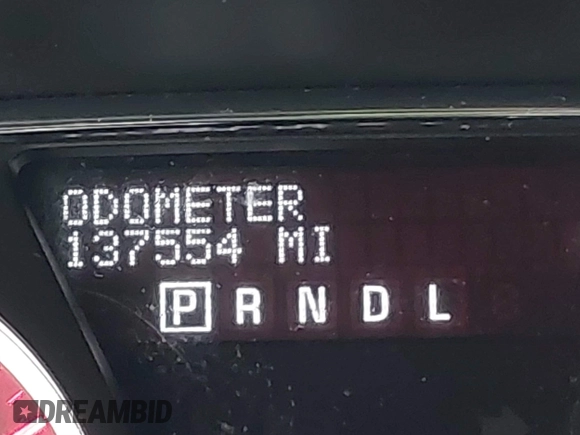 ODOMETER
137554 MI
P R N D L
DREAMBID